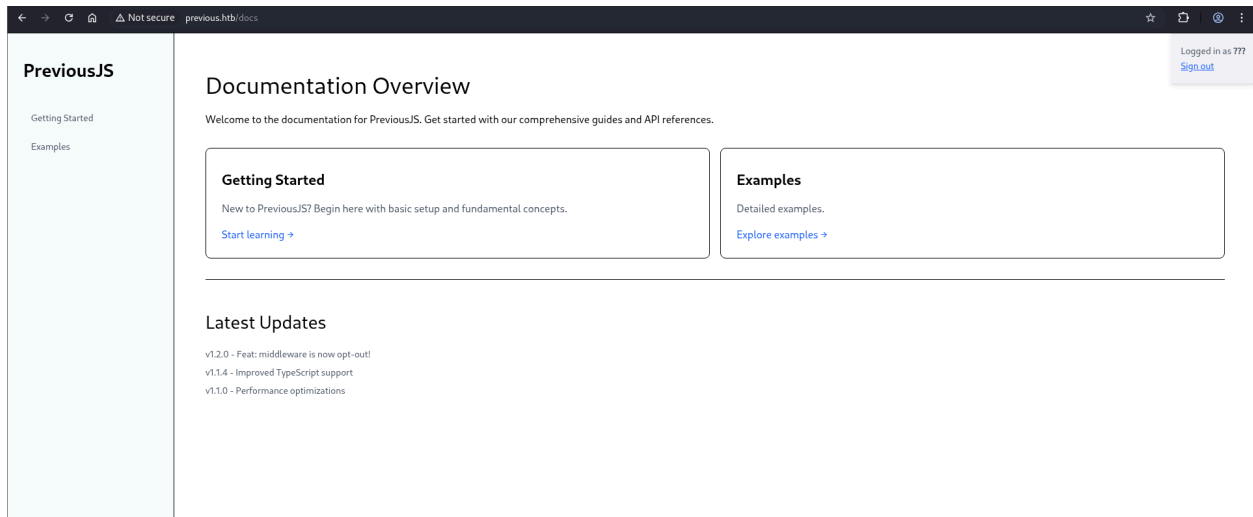 Not secure previous.htb/docs
Logged in as ???
Sign out
PreviousJS
Getting Started
Examples
Documentation Overview
Welcome to the documentation for PreviousJS. Get started with our comprehensive guides and API references.
Getting Started
New to PreviousJS? Begin here with basic setup and fundamental concepts.
Start learning →
Examples
Detailed examples.
Explore examples →
Latest Updates
v1.2.0 - Feat: middleware is now opt-out!
v1.1.4 - Improved TypeScript support
v1.1.0 - Performance optimizations